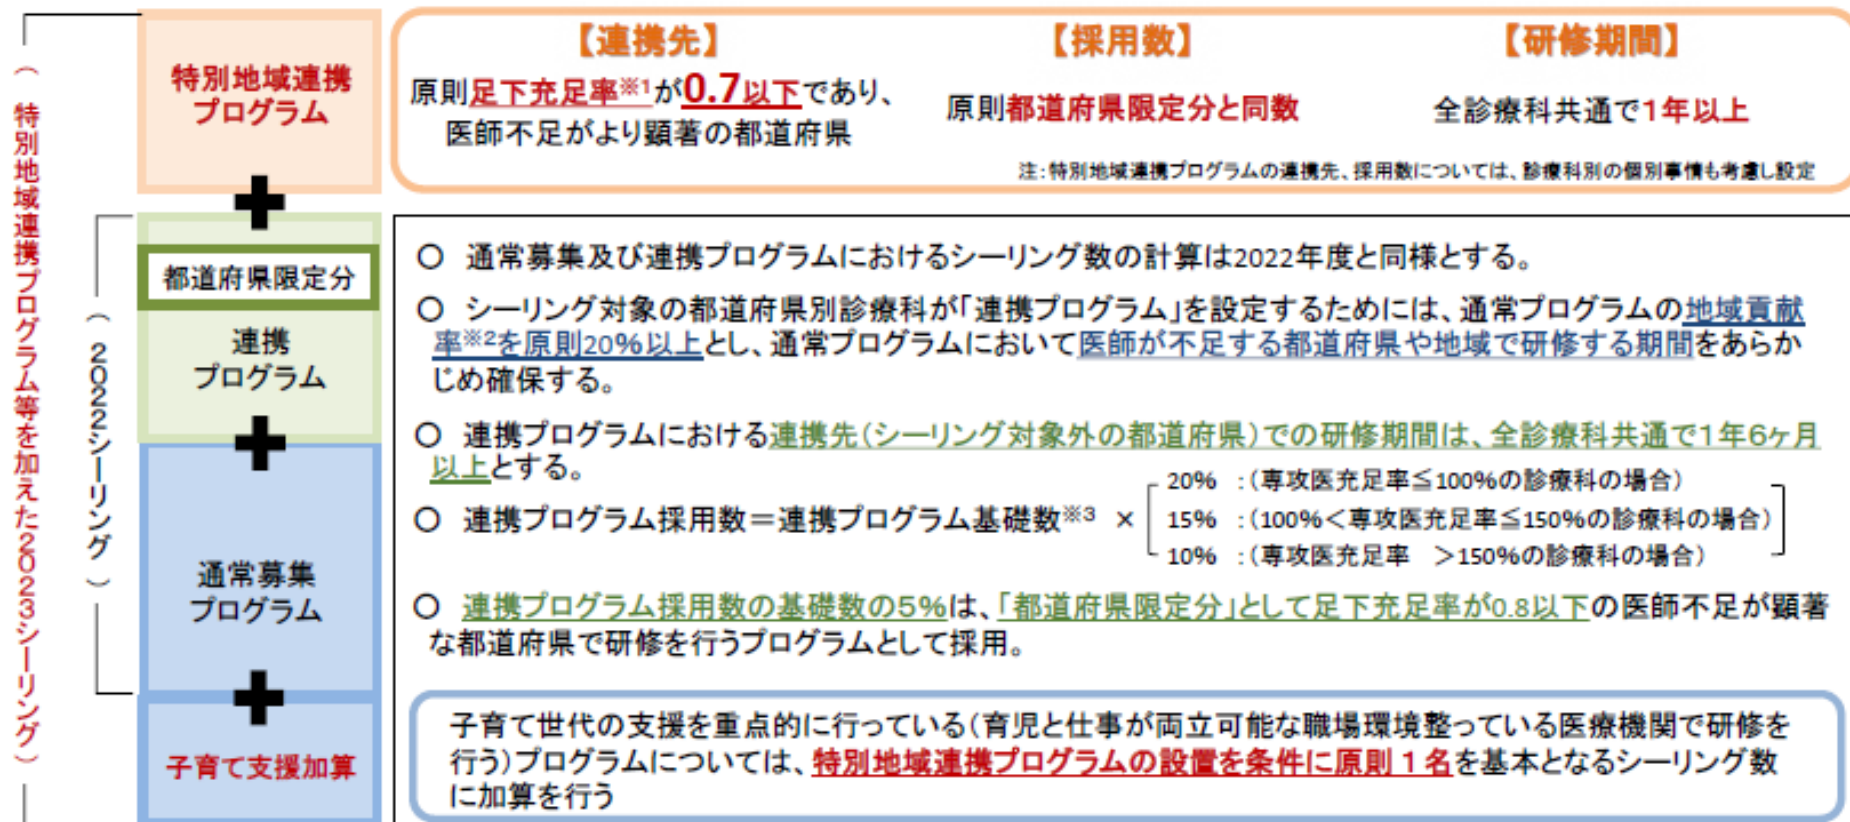 （特別地域連携プログラム等を加えた2023シーリング）
（2022シーリング）
特別地域連携
プログラム
都道府県限定分
連携
プログラム
通常募集
プログラム
子育て支援加算
【連携先】
原則足下充足率※1が0.7以下であり、
医師不足がより顕著の都道府県
【採用数】
原則都道府県限定分と同数
【研修期間】
全診療科共通で1年以上
注:特別地域連携プログラムの連携先、採用数については、診療科別の個別事情も考慮し設定
○ 通常募集及び連携プログラムにおけるシーリング数の計算は2022年度と同様とする。
○ シーリング対象の都道府県別診療科が「連携プログラム」を設定するためには、通常プログラムの地域貢献
率※2を原則20%以上とし、通常プログラムにおいて医師が不足する都道府県や地域で研修する期間をあらか
じめ確保する。
○ 連携プログラムにおける連携先(シーリング対象外の都道府県)での研修期間は、全診療科共通で1年6ヶ月
以上とする。
○ 連携プログラム採用数＝連携プログラム基礎数※3 ×
20% :(専攻医充足率≦100%の診療科の場合)
15% :(100%<専攻医充足率≦150%の診療科の場合)
10% :(専攻医充足率 >150%の診療科の場合)
○ 連携プログラム採用数の基礎数の5%は、「都道府県限定分」として足下充足率が0.8以下の医師不足が顕著
な都道府県で研修を行うプログラムとして採用。
子育て世代の支援を重点的に行っている(育児と仕事が両立可能な職場環境整っている医療機関で研修を
行う)プログラムについては、特別地域連携プログラムの設置を条件に原則1名を基本となるシーリング数
に加算を行う